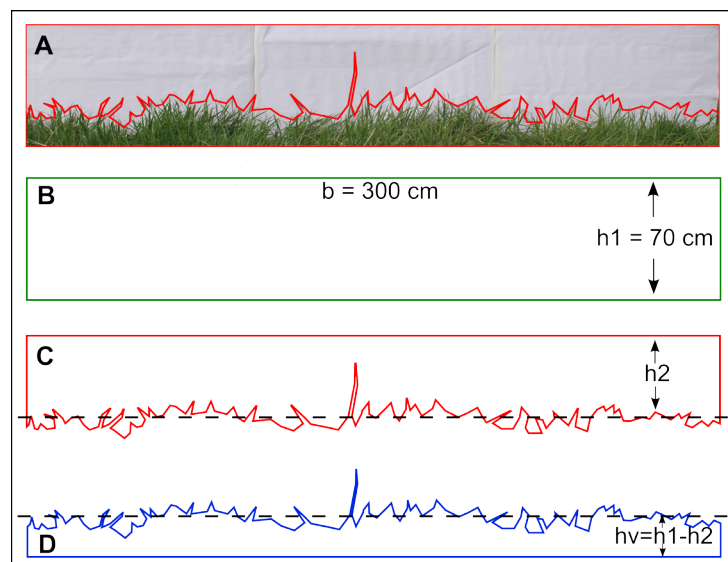 A
B
b = 300 cm
h1 = 70 cm
C
h2
D
hv=h1-h2